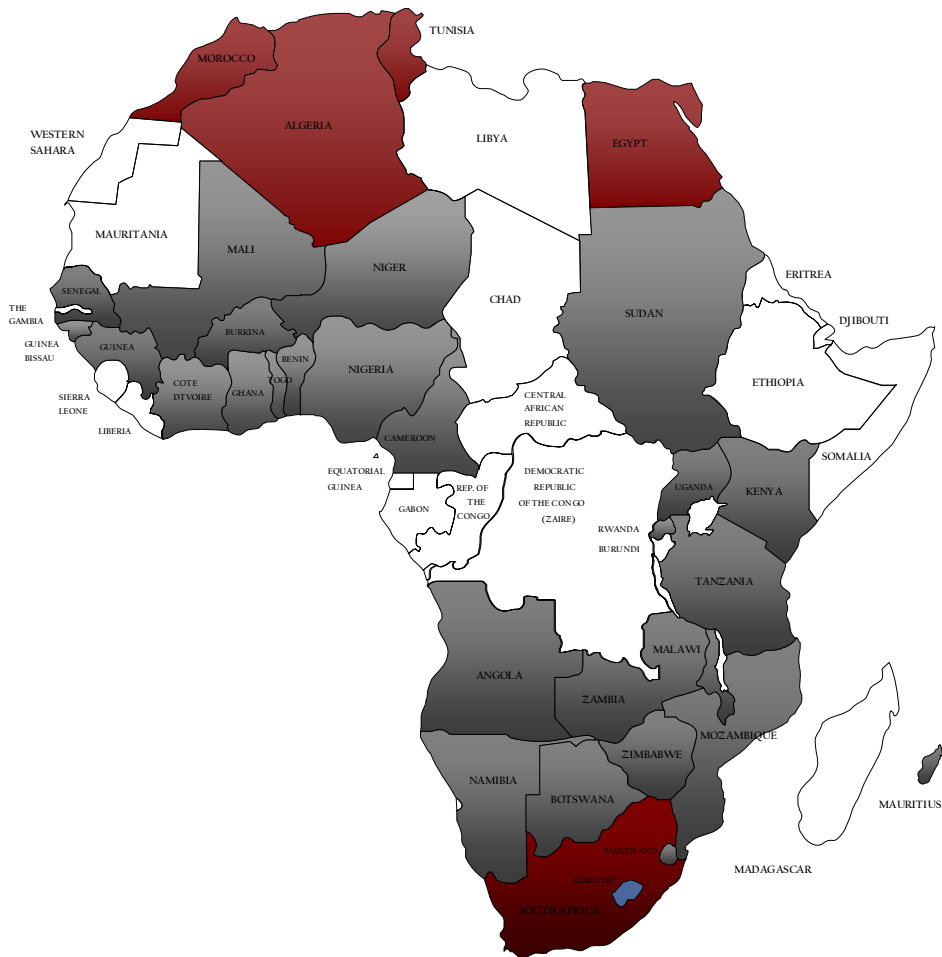 TUNISIA
MOROCCO
ALGERIA
WESTERN
SAHARA
LIBYA
EGYPT
MAURITANIA
MALI
NIGER
CHAD
SUDAN
ERITREA
SENEGAL
THE
GAMBIA
DJIBOUTI
GUINEA
BISSAU
GUINEA
BURKINA
BENIN
NIGERIA
TOGO
COTE
DTVOIRE
GHANA
ETHIOPIA
SIERRA
LEONE
LIBERIA
CENTRAL
AFRICAN
REPUBLIC
CAMEROON
SOMALIA
EQUATORIAL
GUINEA
REP. OF
THE
CONGO
DEMOCRATIC
REPUBLIC
OF THE CONGO
(ZAIRE)
UGANDA
KENYA
GABON
RWANDA
BURUNDI
TANZANIA
MALAWI
ANGOLA
ZAMBIA
MOZAMBIQUE
ZIMBABWE
NAMIBIA
BOTSWANA
MAURITIUS
SWAZILAND
MADAGASCAR
LESOTHO
SOUTH AFRICA